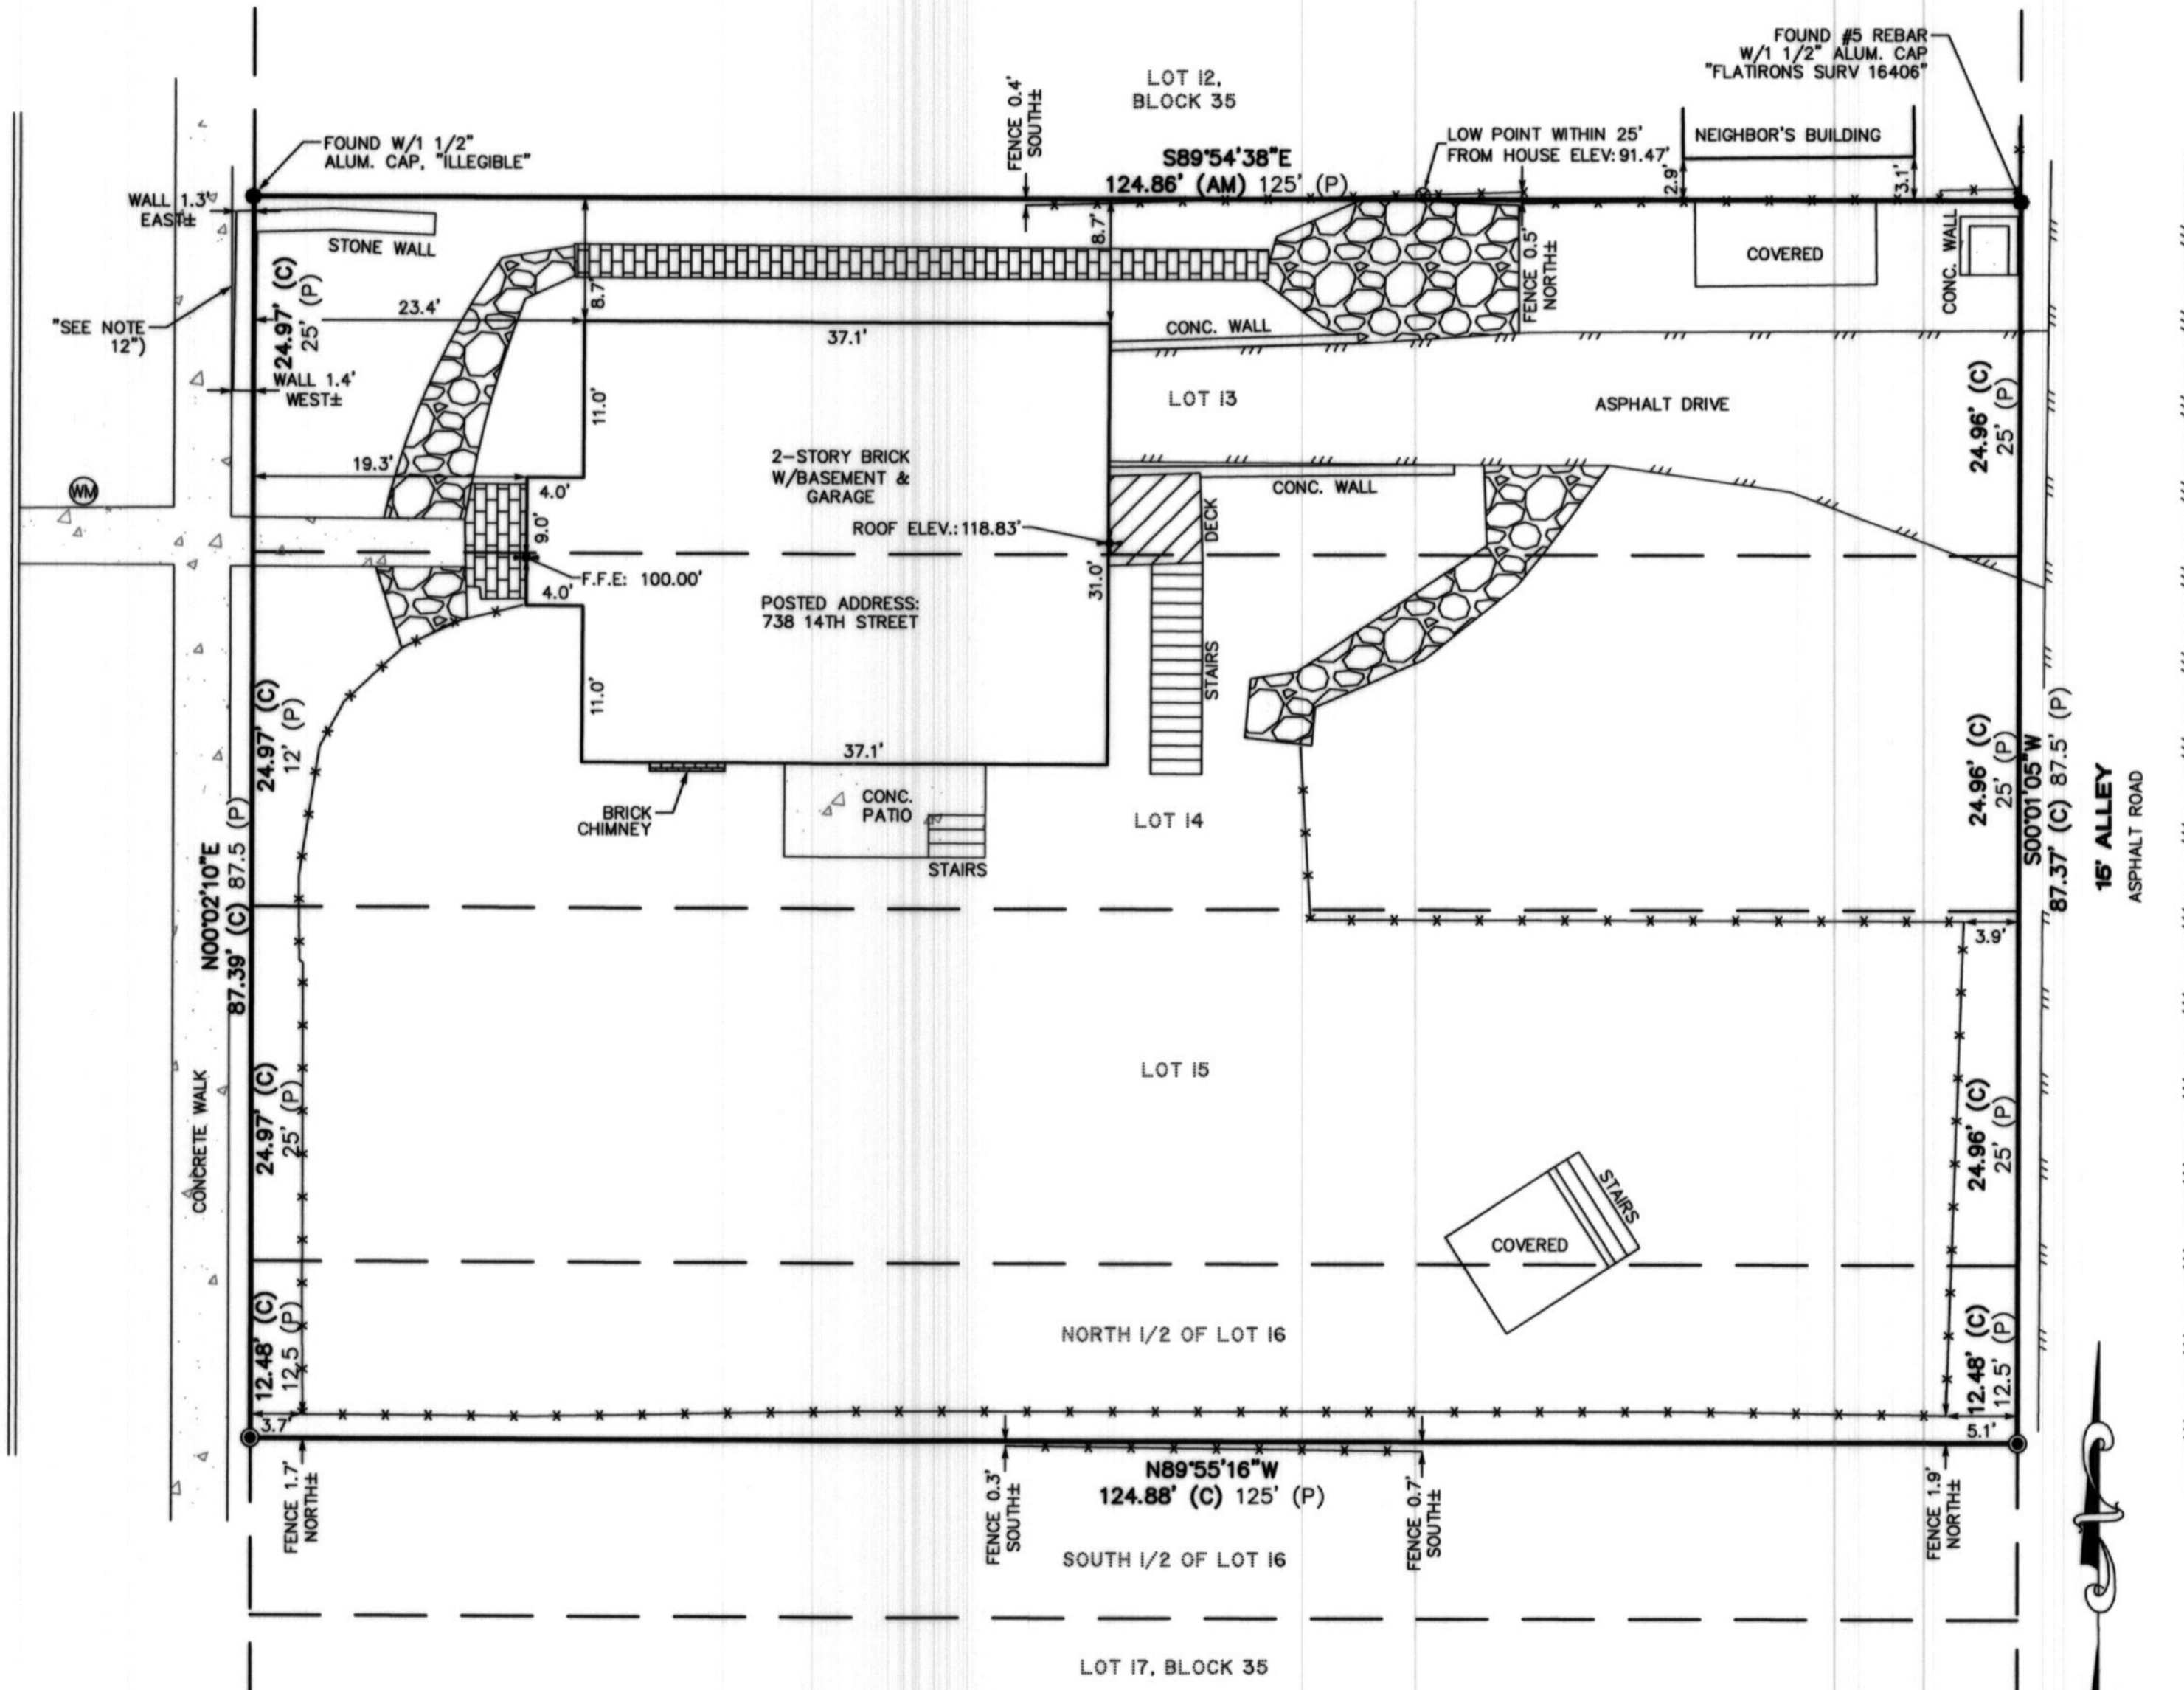 FOUND #5 REBAR
W/1 1/2" ALUM. CAP
"FLATIRONS SURV 16406"
LOT 12,
BLOCK 35
FENCE 0.4'
SOUTH±
FOUND W/1 1/2"
ALUM. CAP, "ILLEGIBLE"
S89°54'38"E
124.86' (AM) 125' (P)
LOW POINT WITHIN 25'
FROM HOUSE ELEV: 91.47'
NEIGHBOR'S BUILDING
2.9'
3.1'
WALL 1.3'
EAST±
STONE WALL
8.7'
8.7'
FENCE 0.5'
NORTH±
COVERED
CONC. WALL
24.97' (C)
25' (P)
23.4'
"SEE NOTE
12")
37.1'
CONC. WALL
WALL 1.4'
WEST±
11.0'
LOT 13
ASPHALT DRIVE
24.96' (C)
25' (P)
2-STORY BRICK
W/BASEMENT &
GARAGE
19.3'
4.0'
WM
CONC. WALL
DECK
9.0'
ROOF ELEV.: 118.83'
F.F.E: 100.00'
4.0'
31.0'
POSTED ADDRESS:
738 14TH STREET
STAIRS
11.0'
37.1'
24.97' (C)
12' (P)
24.96' (C)
25' (P)
BRICK
CHIMNEY
CONC.
PATIO
STAIRS
LOT 14
N00°02'10"E
87.39' (C) 87.5 (P)
S00°01'05"W
87.37' (C) 87.5' (P)
15' ALLEY
ASPHALT ROAD
3.9'
CONCRETE WALK
24.97' (C)
25' (P)
LOT 15
24.96' (C)
25' (P)
STAIRS
COVERED
12.48' (C)
12.5 (P)
NORTH 1/2 OF LOT 16
12.48' (C)
12.5' (P)
3.7'
5.1'
FENCE 1.7'
NORTH±
FENCE 0.3'
SOUTH±
N89°55'16"W
124.88' (C) 125' (P)
FENCE 0.7'
SOUTH±
FENCE 1.9'
NORTH±
SOUTH 1/2 OF LOT 16
LOT 17, BLOCK 35